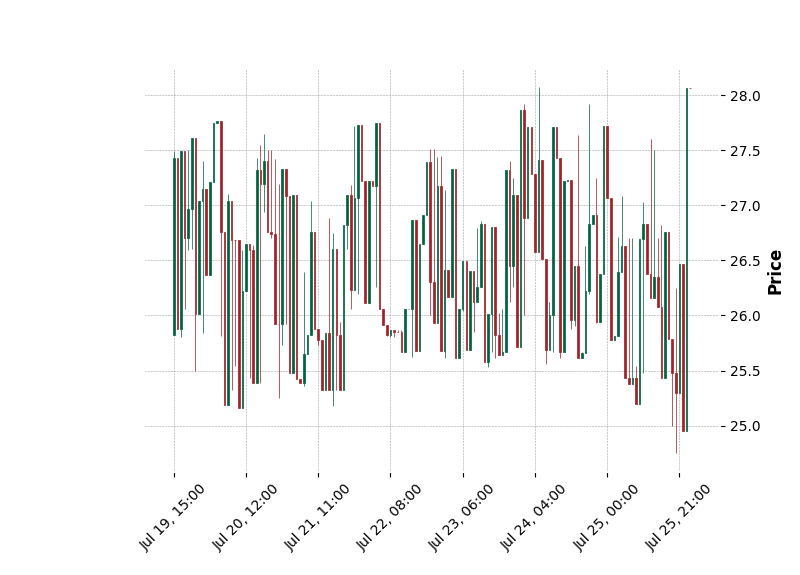 28.0
27.5
27.0
26.5
26.0
25.5
25.0
Price
Jul 19, 15:00
Jul 20, 12:00
Jul 21, 11:00
Jul 22, 08:00
Jul 23, 06:00
Jul 24, 04:00
Jul 25, 00:00
Jul 25, 21:00